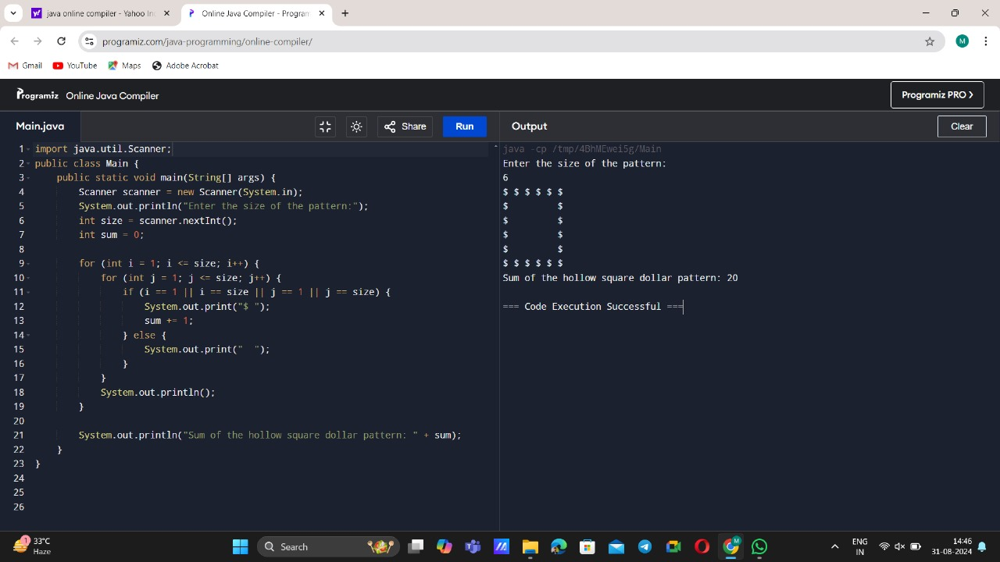 java online compiler - Yahoo In
Online Java Compiler - Program
programiz.com/java-programming/online-compiler/
M
Gmail
YouTube
Maps
Adobe Acrobat
Programiz Online Java Compiler
Programiz PRO >
Main.java
Share
Run
Output
Clear
1 import java.util.Scanner;
2 public class Main {
3 public static void main(String[] args) {
4 Scanner scanner = new Scanner(System.in);
5 System.out.println("Enter the size of the pattern:");
6 int size = scanner.nextInt();
7 int sum = 0;
8
9 for (int i = 1; i <= size; i++) {
10 for (int j = 1; j <= size; j++) {
11 if (i == 1 || i == size || j == 1 || j == size) {
12 System.out.print("$ ");
13 sum += 1;
14 } else {
15 System.out.print("  ");
16 }
17 }
18 System.out.println();
19 }
20
21 System.out.println("Sum of the hollow square dollar pattern: " + sum);
22 }
23 }
24
25
26
java -cp /tmp/4BhMEwei5g/Main
Enter the size of the pattern:
6
$ $ $ $ $ $
$         $
$         $
$         $
$         $
$ $ $ $ $ $
Sum of the hollow square dollar pattern: 20
=== Code Execution Successful ===
1
33°C
Haze
Search
M
ENG
IN
14:46
31-08-2024